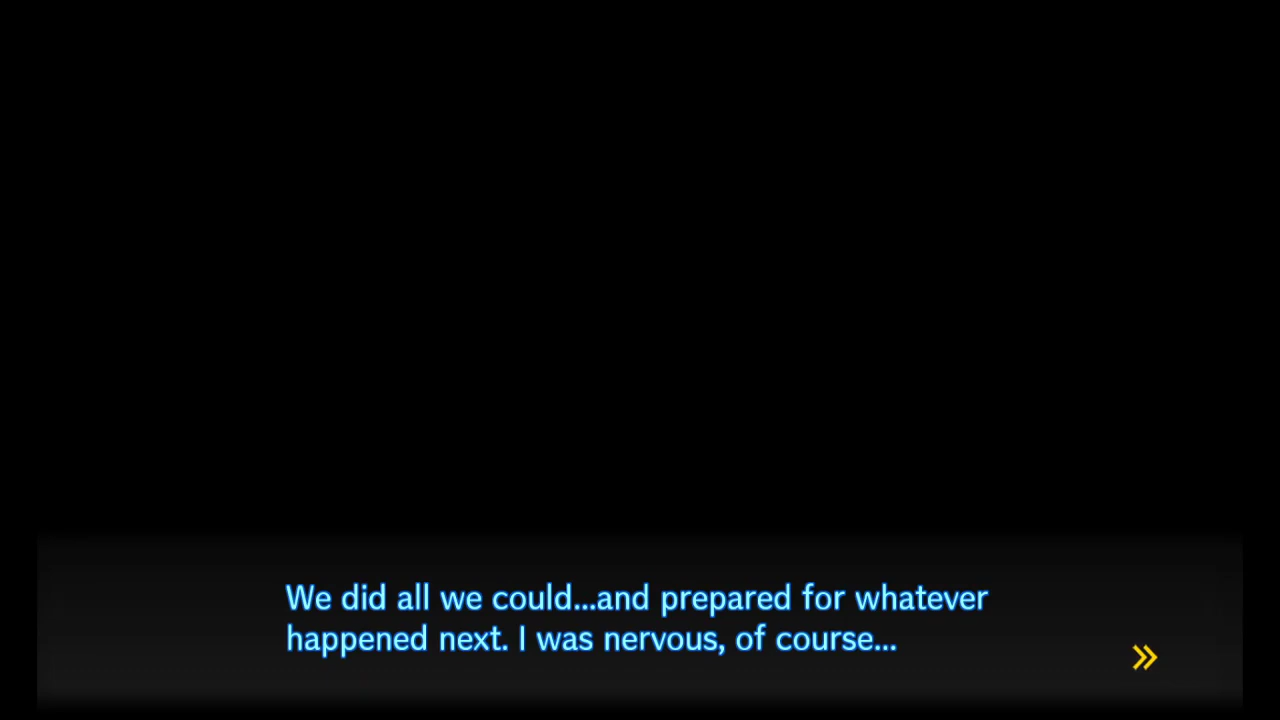 We did all we could...and prepared for whatever
happened next. I was nervous, of course...